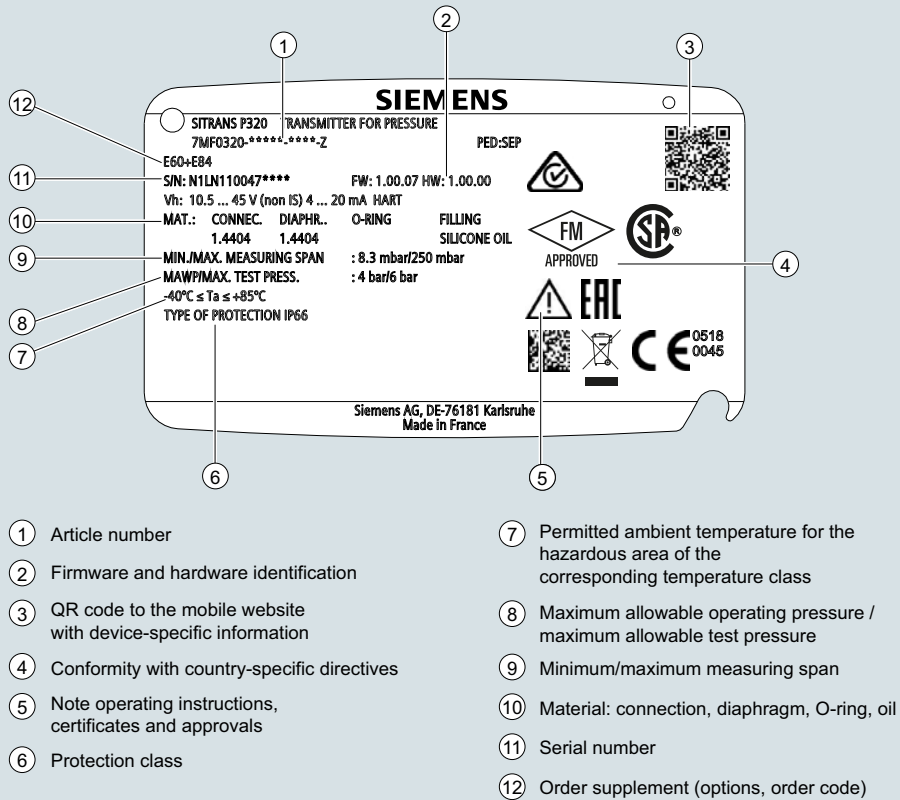 2
1
3
12
SIEMENS
SITRANS P320 TRANSMITTER FOR PRESSURE
7MF0320-*****-****-Z PED:SEP
E60+E84
11
S/N: N1LN110047**** FW: 1.00.07 HW: 1.00.00
Vh: 10.5 ... 45 V (non IS) 4 ... 20 mA HART
10
MAT.: CONNEC. DIAPHR.. O-RING FILLING
1.4404 1.4404 SILICONE OIL
FM
APPROVED
SP®
9
MIN./MAX. MEASURING SPAN : 8.3 mbar/250 mbar
4
MAWP/MAX. TEST PRESS. : 4 bar/6 bar
8
-40°C ≤ Ta ≤ +85°C
EAC
7
TYPE OF PROTECTION IP66
CE 0518
0045
Siemens AG, DE-76181 Karlsruhe
Made in France
6
5
1 Article number
2 Firmware and hardware identification
3 QR code to the mobile website
with device-specific information
4 Conformity with country-specific directives
5 Note operating instructions,
certificates and approvals
6 Protection class
7 Permitted ambient temperature for the
hazardous area of the
corresponding temperature class
8 Maximum allowable operating pressure /
maximum allowable test pressure
9 Minimum/maximum measuring span
10 Material: connection, diaphragm, O-ring, oil
11 Serial number
12 Order supplement (options, order code)